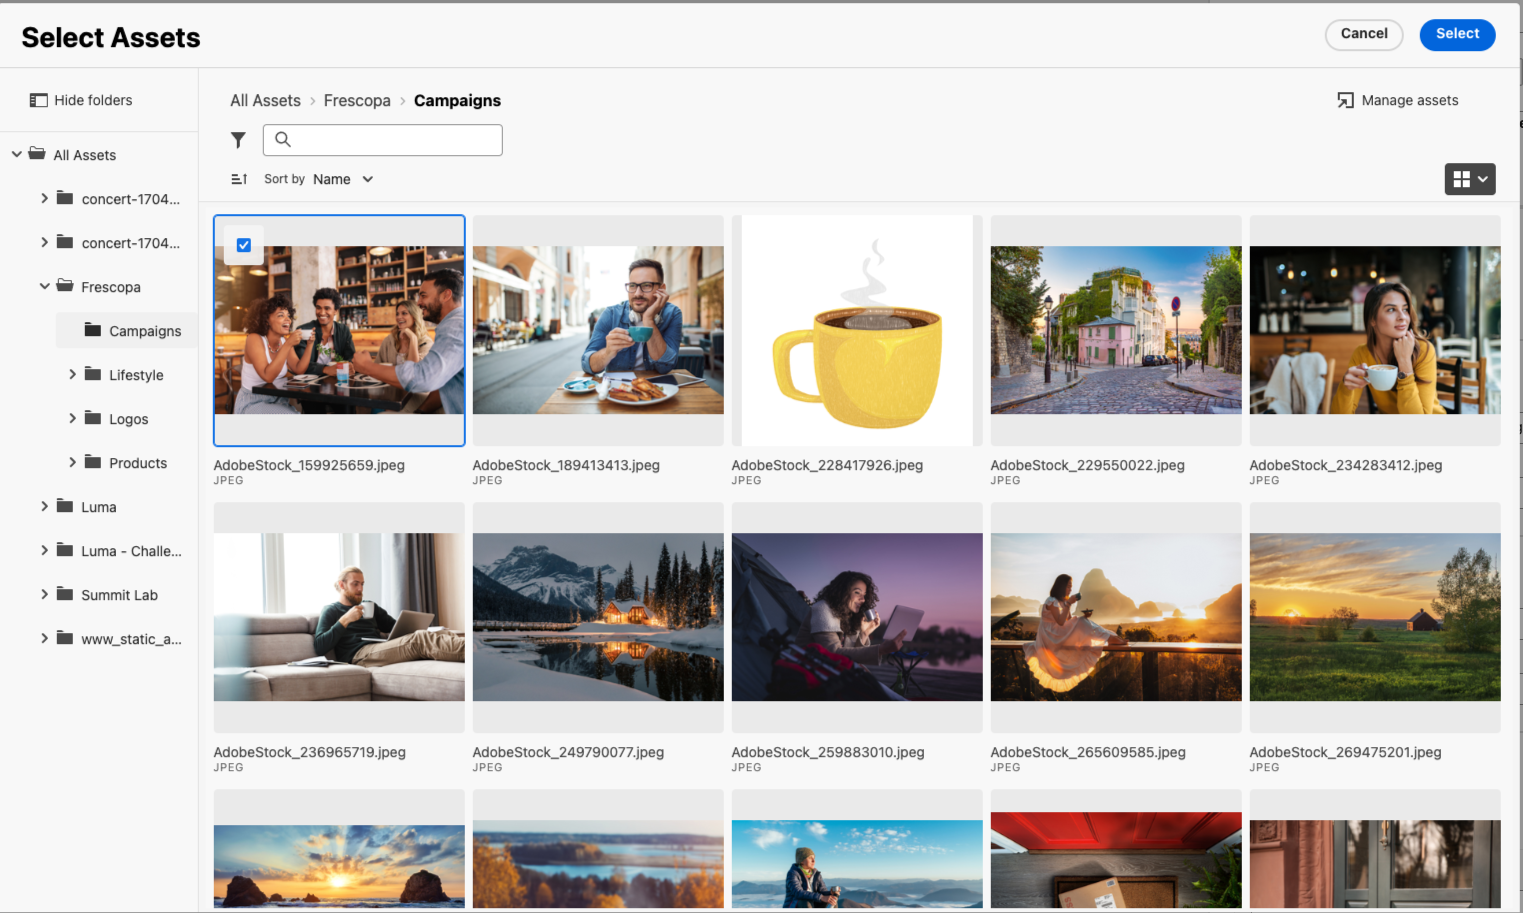 Select Assets
Cancel
Select
Hide folders
All Assets
concert-1704...
concert-1704...
Frescopa
Campaigns
Lifestyle
Logos
Products
Luma
Luma - Challe...
Summit Lab
www_static_a...
All Assets > Frescopa > Campaigns
Manage assets
Sort by Name
AdobeStock_159925659.jpeg
JPEG
AdobeStock_189413413.jpeg
JPEG
AdobeStock_228417926.jpeg
JPEG
AdobeStock_229550022.jpeg
JPEG
AdobeStock_234283412.jpeg
JPEG
AdobeStock_236965719.jpeg
JPEG
AdobeStock_249790077.jpeg
JPEG
AdobeStock_259883010.jpeg
JPEG
AdobeStock_265609585.jpeg
JPEG
AdobeStock_269475201.jpeg
JPEG